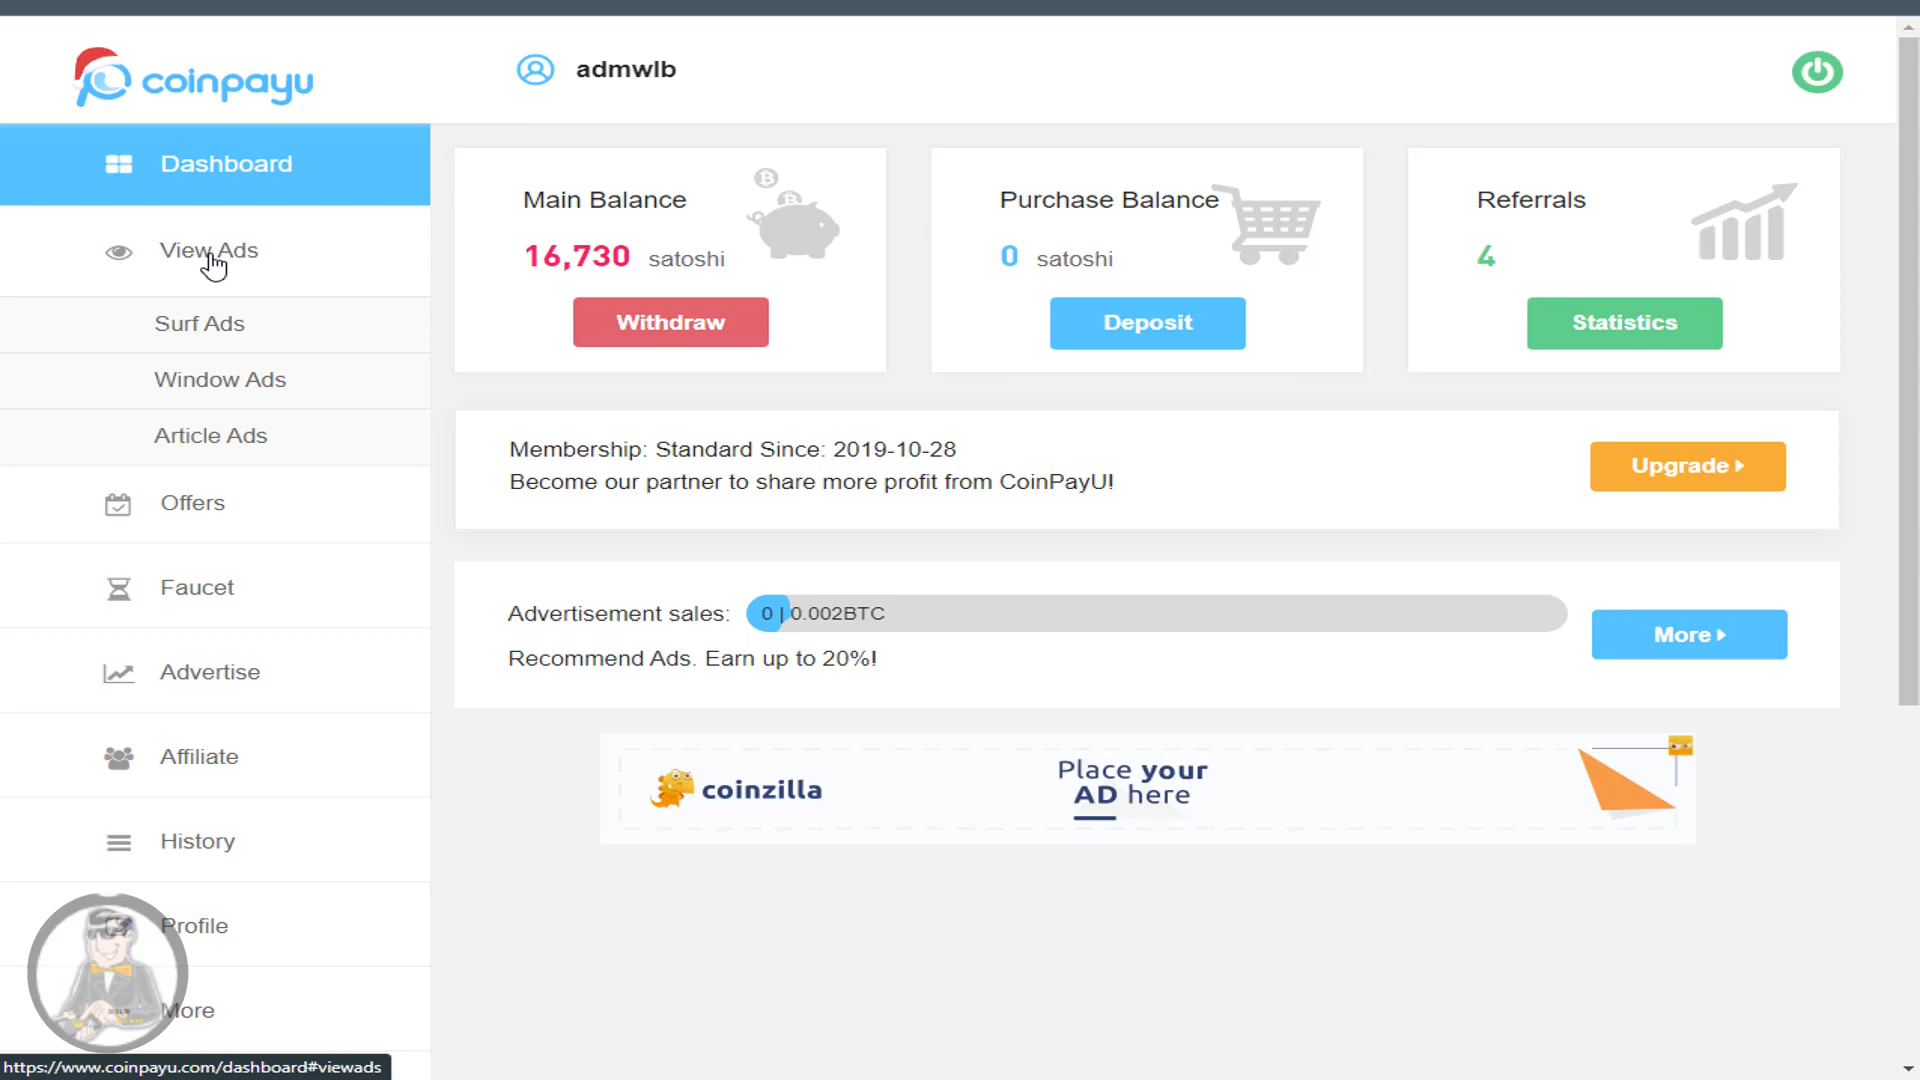 coinpayu
admwlb
Dashboard
View Ads
Surf Ads
Window Ads
Article Ads
Offers
Faucet
Advertise
Affiliate
History
Profile
More
Main Balance
16,730 satoshi
Withdraw
Purchase Balance
0 satoshi
Deposit
Referrals
4
Statistics
Membership: Standard Since: 2019-10-28
Become our partner to share more profit from CoinPayU!
Upgrade
Advertisement sales: 0 | 0.002BTC
Recommend Ads. Earn up to 20%!
More
coinzilla
Place your
AD here
https://www.coinpayu.com/dashboard#viewads